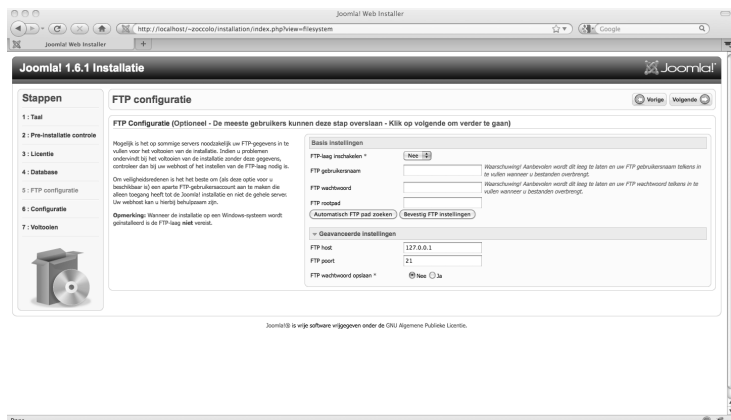 Joomla! Web Installer
http://localhost/~zoccolo/installation/index.php?view=filesystem
Google
Joomla! Web Installer
Joomla! 1.6.1 Installatie
Joomla!
Stappen
1 : Taal
2 : Pre-installatie controle
3 : Licentie
4 : Database
5 : FTP configuratie
6 : Configuratie
7 : Voltooien
FTP configuratie
Vorige
Volgende
FTP Configuratie (Optioneel - De meeste gebruikers kunnen deze stap overslaan - Klik op volgende om verder te gaan)
Mogelijk is het op sommige servers noodzakelijk uw FTP-gegevens in te
vullen voor het voltooien van de installatie. Indien u problemen
ondervindt bij het voltooien van de installatie zonder deze gegevens,
controleer dan bij uw webhost of het instellen van de FTP-laag nodig is.
Om veiligheidsredenen is het het beste om (als deze optie voor u
beschikbaar is) een aparte FTP-gebruikersaccount aan te maken die
alleen toegang heeft tot de Joomla! installatie en niet de gehele server.
Uw webhost kan u hierbij behulpzaam zijn.
Opmerking: Wanneer de installatie op een Windows-systeem wordt
geïnstalleerd is de FTP-laag niet vereist.
Basis instellingen
FTP-laag inschakelen *
Nee
FTP gebruikersnaam
Waarschuwing! Aanbevolen wordt dit leeg te laten en uw FTP gebruikersnaam telkens in
te vullen wanneer u bestanden overbrengt.
FTP wachtwoord
Waarschuwing! Aanbevolen wordt dit leeg te laten en uw FTP wachtwoord telkens in te
vullen wanneer u bestanden overbrengt.
FTP rootpad
Automatisch FTP pad zoeken
Bevestig FTP instellingen
Geavanceerde instellingen
FTP host
127.0.0.1
FTP poort
21
FTP wachtwoord opslaan *
Nee
Ja
Joomla!® is vrije software vrijgegeven onder de GNU Algemene Publieke Licentie.
Done